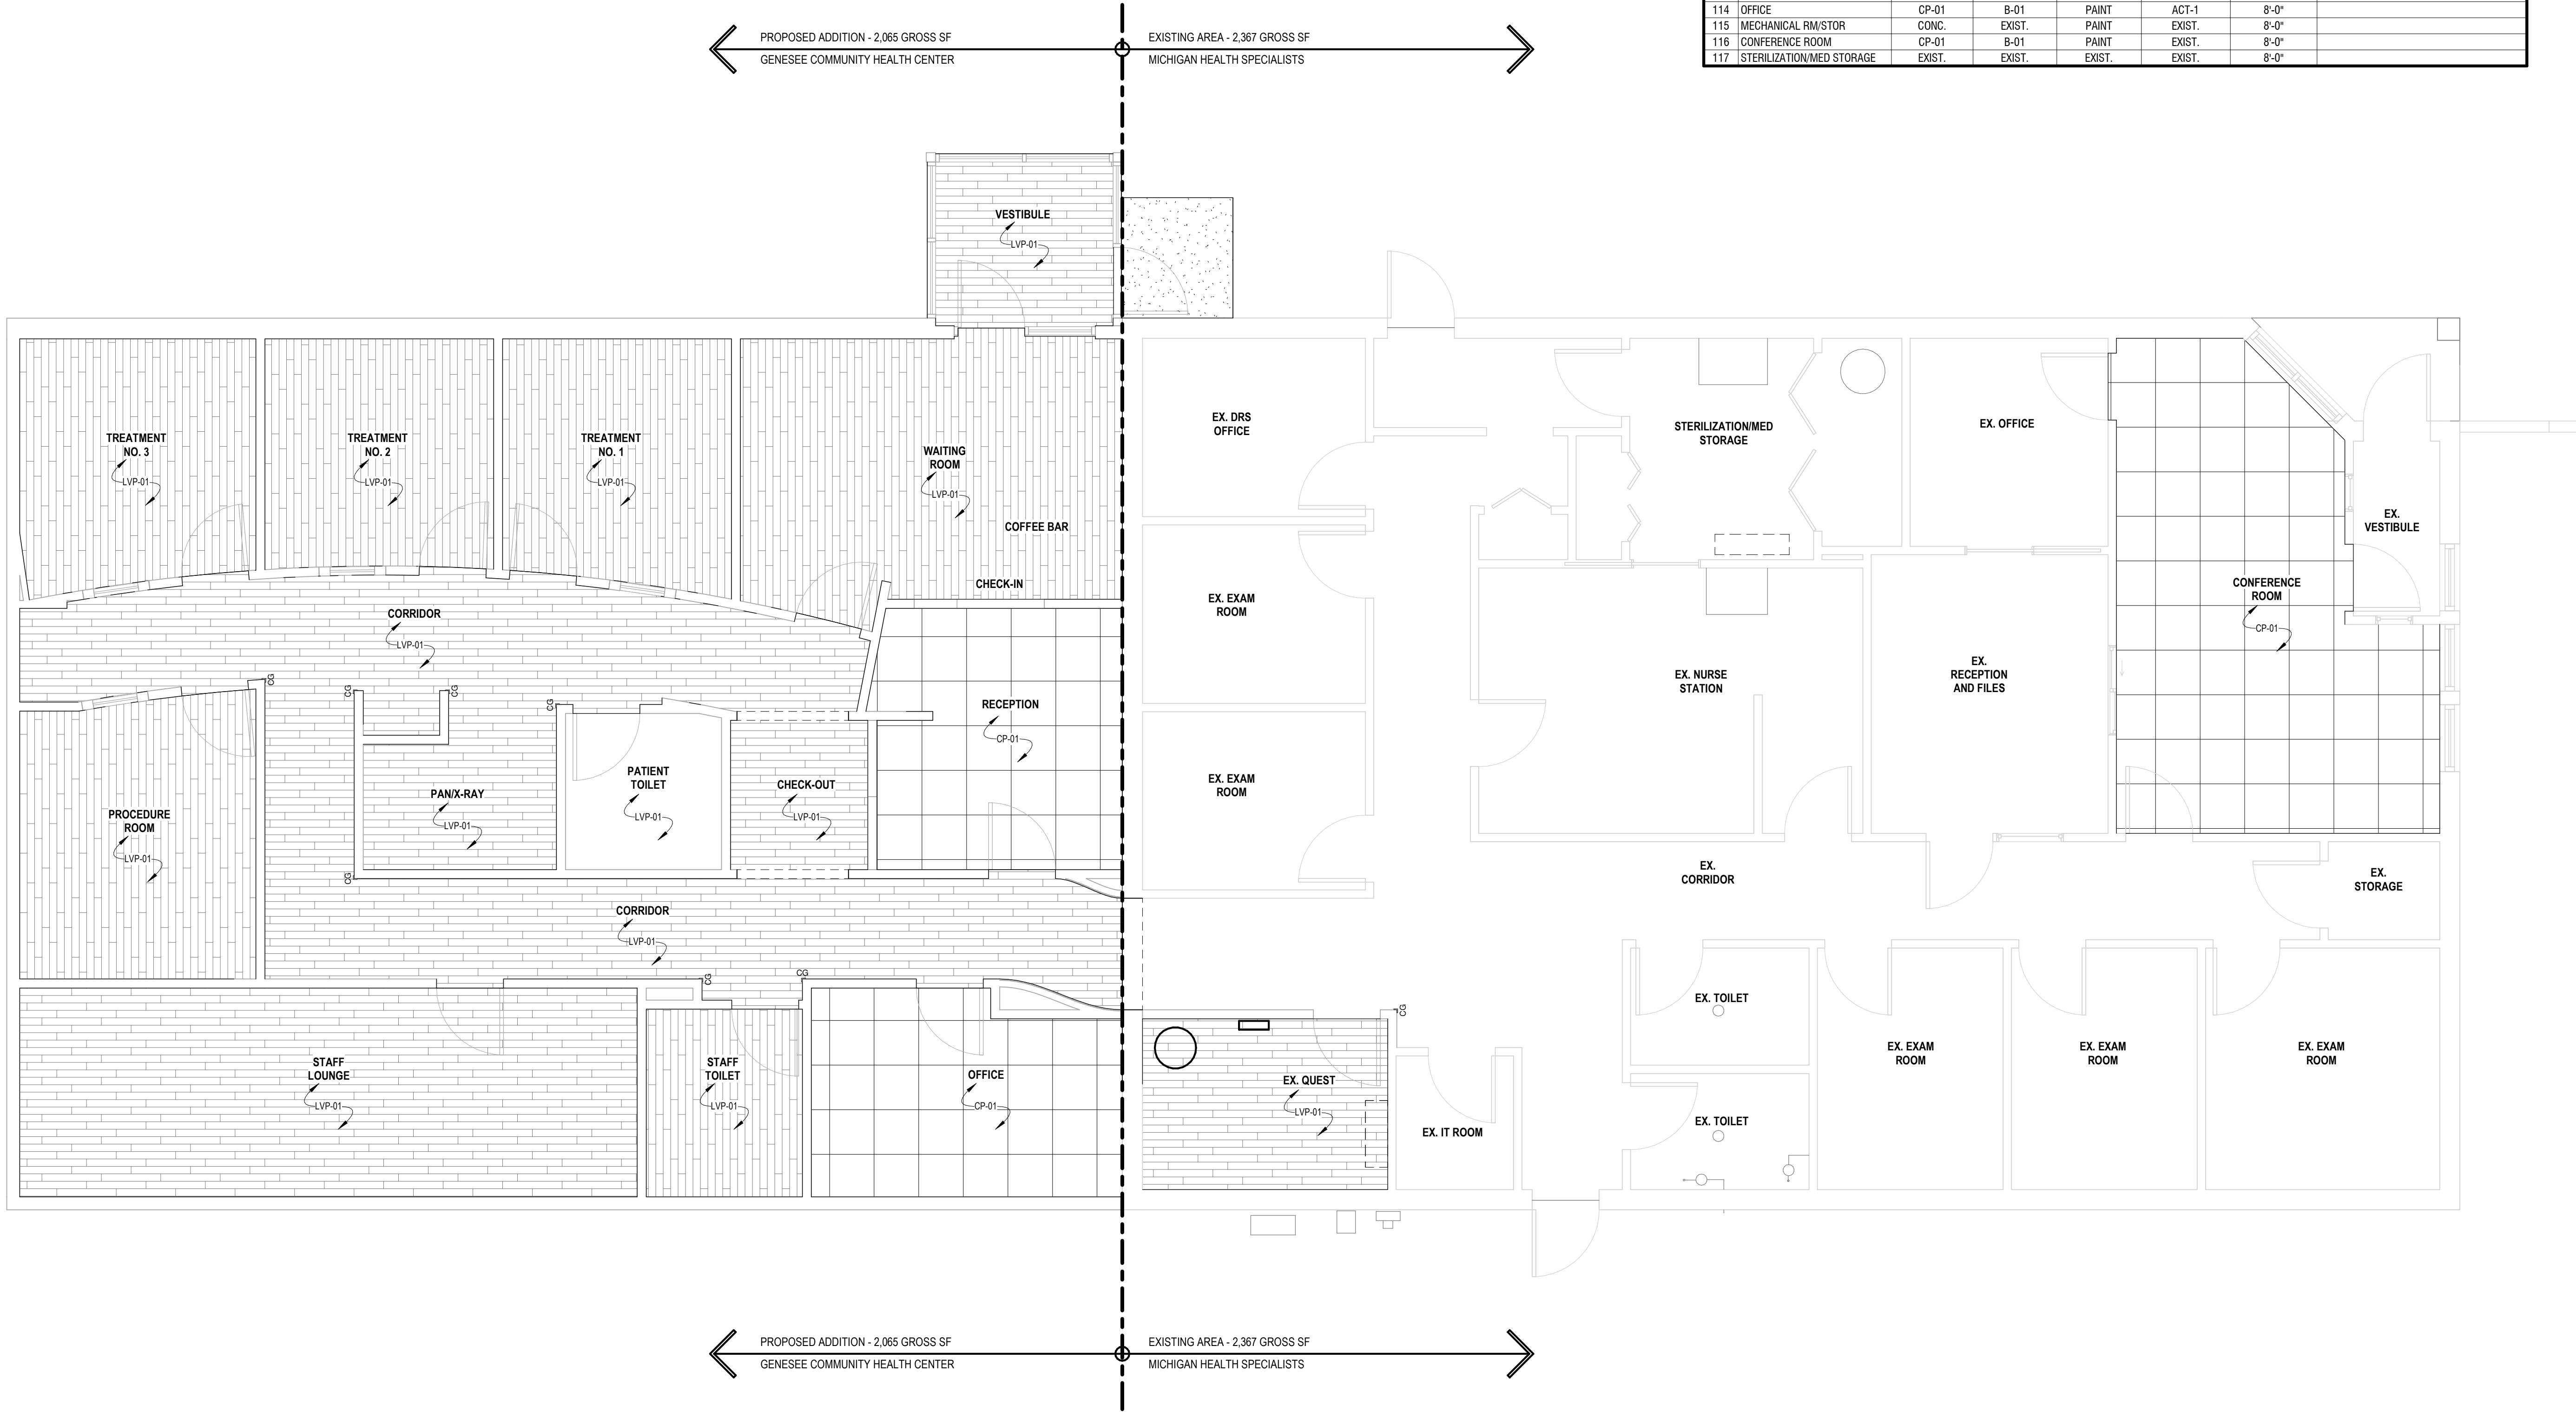 114 OFFICE CP-01 B-01 PAINT ACT-1 8'-0"
115 MECHANICAL RM/STOR CONC. EXIST. PAINT EXIST. 8'-0"
116 CONFERENCE ROOM CP-01 B-01 PAINT EXIST. 8'-0"
117 STERILIZATION/MED STORAGE EXIST. EXIST. EXIST. EXIST. 8'-0"
PROPOSED ADDITION - 2,065 GROSS SF
GENESEE COMMUNITY HEALTH CENTER
EXISTING AREA - 2,367 GROSS SF
MICHIGAN HEALTH SPECIALISTS
VESTIBULE
LVP-01
TREATMENT
NO. 3
LVP-01
TREATMENT
NO. 2
LVP-01
TREATMENT
NO. 1
LVP-01
WAITING
ROOM
LVP-01
COFFEE BAR
CHECK-IN
EX. DRS
OFFICE
STERILIZATION/MED
STORAGE
EX. OFFICE
EX.
VESTIBULE
CORRIDOR
LVP-01
EX. EXAM
ROOM
CONFERENCE
ROOM
CP-01
CG
CG
CG
CG
RECEPTION
CP-01
EX. NURSE
STATION
EX.
RECEPTION
AND FILES
PROCEDURE
ROOM
LVP-01
PAN/X-RAY
LVP-01
PATIENT
TOILET
LVP-01
CHECK-OUT
LVP-01
EX. EXAM
ROOM
CG
EX.
CORRIDOR
EX.
STORAGE
CORRIDOR
LVP-01
CG
CG
CG
STAFF
LOUNGE
LVP-01
STAFF
TOILET
LVP-01
OFFICE
CP-01
EX. QUEST
LVP-01
EX. IT ROOM
EX. TOILET
EX. TOILET
EX. EXAM
ROOM
EX. EXAM
ROOM
EX. EXAM
ROOM
PROPOSED ADDITION - 2,065 GROSS SF
GENESEE COMMUNITY HEALTH CENTER
EXISTING AREA - 2,367 GROSS SF
MICHIGAN HEALTH SPECIALISTS